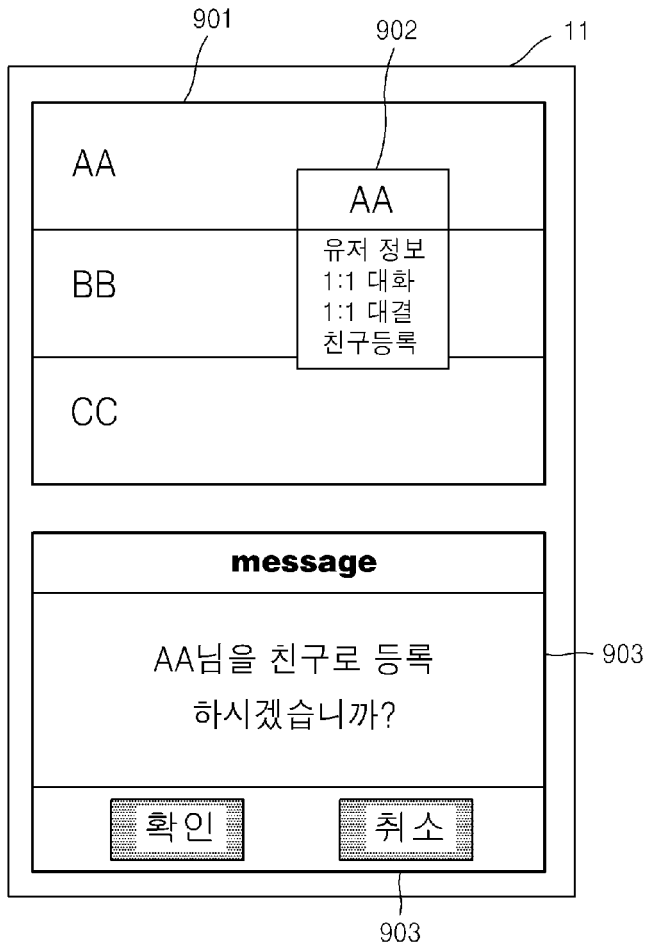 901
902
11
AA
AA
유저 정보
1:1 대화
1:1 대결
친구등록
BB
CC
message
AA님을 친구로 등록
하시겠습니까?
903
확인 취소
903